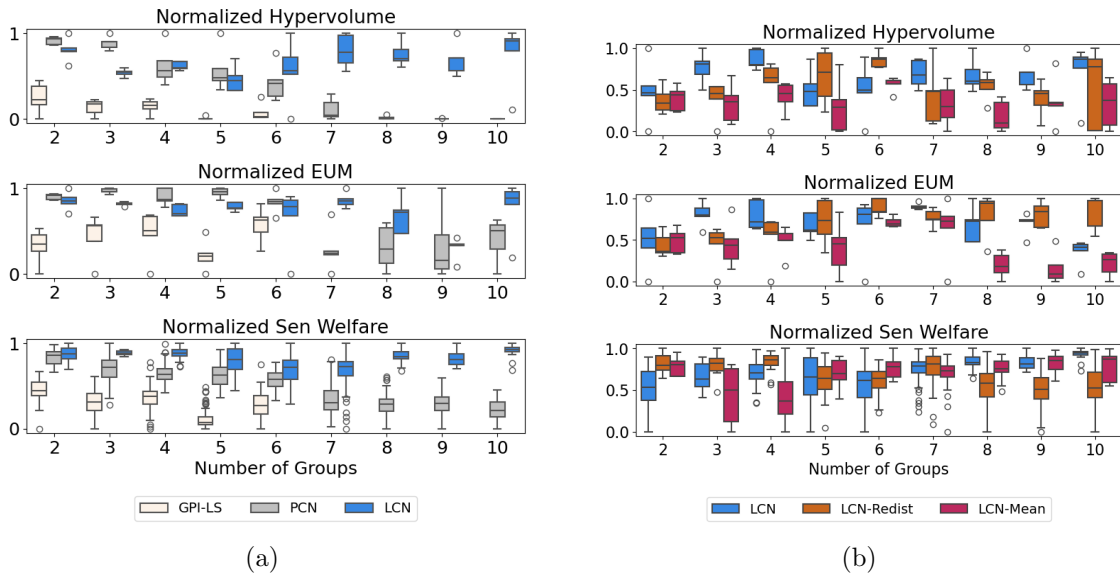 Normalized Hypervolume
1
0
2 3 4 5 6 7 8 9 10
Normalized EUM
1
0
2 3 4 5 6 7 8 9 10
Normalized Sen Welfare
1
0
2 3 4 5 6 7 8 9 10
Number of Groups
GPI-LS PCN LCN
(a)
Normalized Hypervolume
1.0
0.5
0.0
2 3 4 5 6 7 8 9 10
Normalized EUM
1.0
0.5
0.0
2 3 4 5 6 7 8 9 10
Normalized Sen Welfare
1.0
0.5
0.0
2 3 4 5 6 7 8 9 10
Number of Groups
LCN LCN-Redist LCN-Mean
(b)